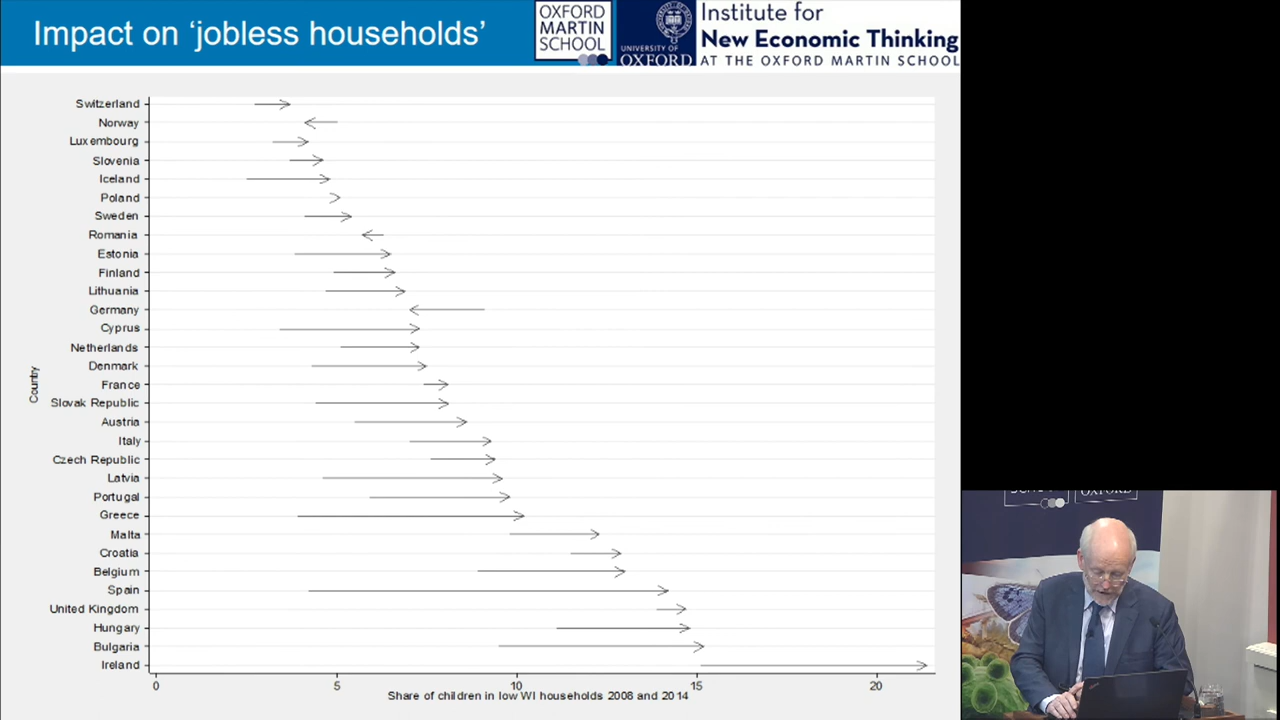 Impact on ‘jobless households’
OXFORD
MARTIN
SCHOOL
UNIVERSITY OF
OXFORD
Institute for
New Economic Thinking
AT THE OXFORD MARTIN SCHOOL
Country
Switzerland
Norway
Luxembourg
Slovenia
Iceland
Poland
Sweden
Romania
Estonia
Finland
Lithuania
Germany
Cyprus
Netherlands
Denmark
France
Slovak Republic
Austria
Italy
Czech Republic
Latvia
Portugal
Greece
Malta
Croatia
Belgium
Spain
United Kingdom
Hungary
Bulgaria
Ireland
0 5 10 15 20
Share of children in low WI households 2008 and 2014
OXFORD